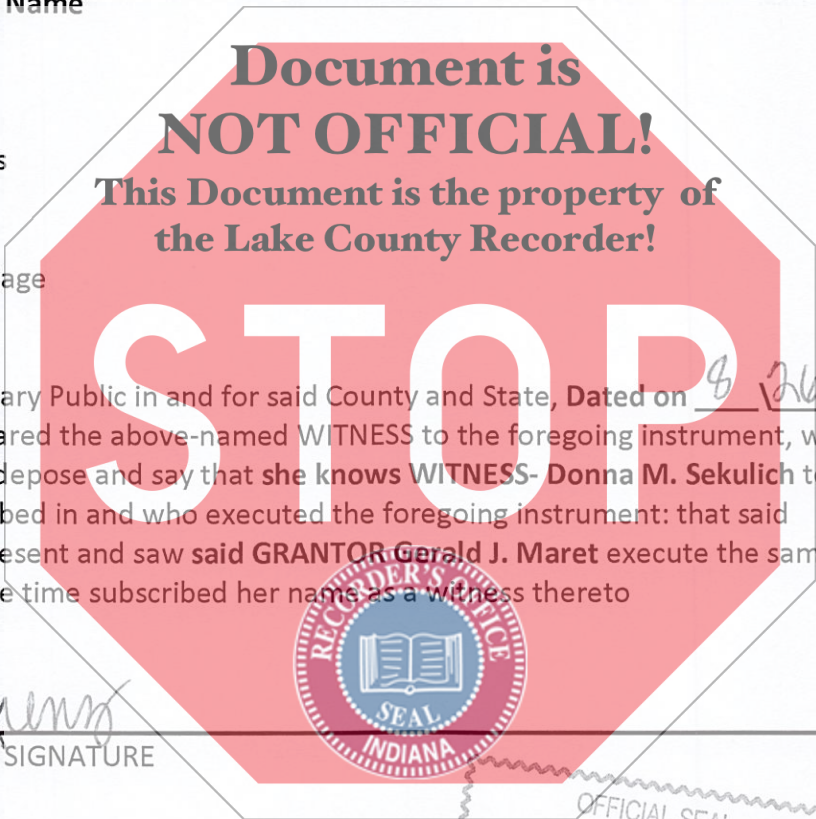 Name
Document is
NOT OFFICIAL!
This Document is the property of
the Lake County Recorder!
s
age
STOP
ary Public in and for said County and State, Dated on 8 \26
ared the above-named WITNESS to the foregoing instrument, w
depose and say that she knows WITNESS- Donna M. Sekulich t
bed in and who executed the foregoing instrument: that said
esent and saw said GRANTOR Gerald J. Maret execute the sam
e time subscribed her name as a witness thereto
RECORDER'S OFFICE
SEAL
INDIANA
SIGNATURE
OFFICIAL SEAL